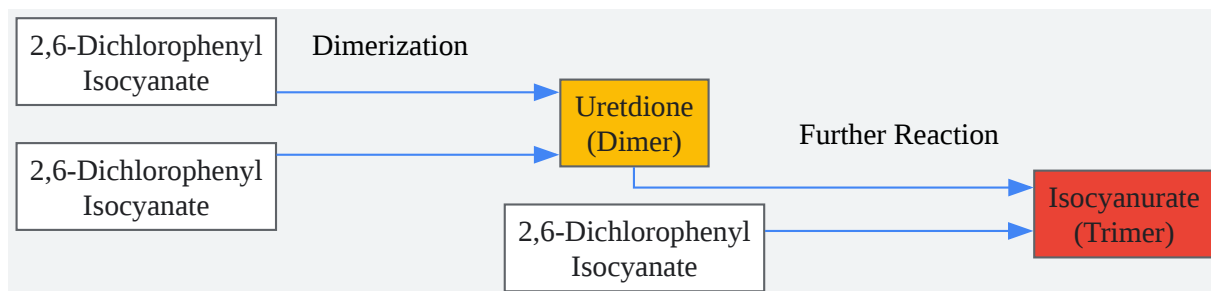 2,6-Dichlorophenyl
Isocyanate
Dimerization
2,6-Dichlorophenyl
Isocyanate
Uretdione
(Dimer)
Further Reaction
2,6-Dichlorophenyl
Isocyanate
Isocyanurate
(Trimer)